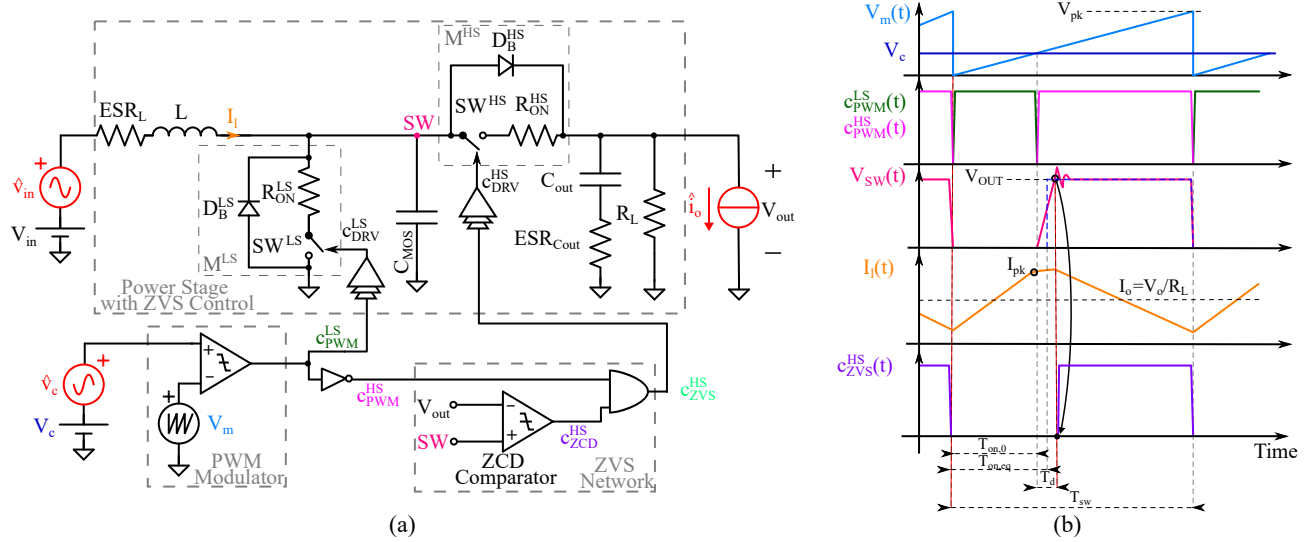 ESR_L
L
I_l
SW
M^HS
D_B^HS
SW^HS
R_ON^HS
v̂_in
+
V_in
D_B^LS
R_ON^LS
SW^LS
M^LS
c_DRV^LS
C_MOS
c_DRV^HS
C_out
ESR_Cout
R_L
î_o
+
V_out
−
Power Stage
with ZVS Control
c_PWM^LS
v̂_c
+
V_c
+
−
+
V_m
PWM
Modulator
c_PWM^HS
V_out
−
SW
+
c_ZCD^HS
ZCD
Comparator
ZVS
Network
c_ZVS^HS
(a)
V_m(t)
V_pk
V_c
c_PWM^LS(t)
c_PWM^HS(t)
V_SW(t)
V_OUT
I_l(t)
I_pk
I_o=V_o/R_L
c_ZVS^HS(t)
Time
T_on,0
T_on,eq
T_d
T_sw
(b)